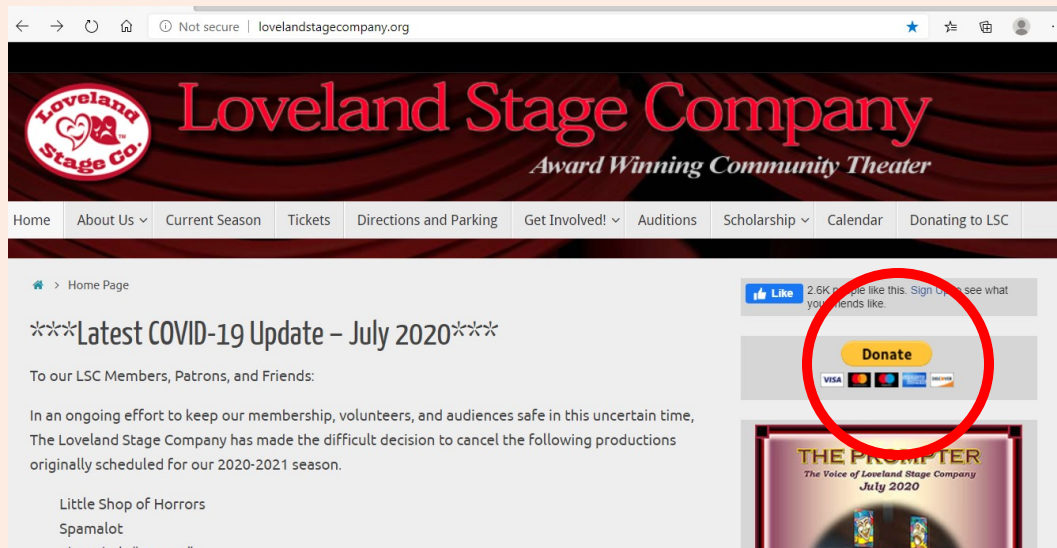 Not secure | lovelandstagecompany.org
Loveland
Stage Co.
TM
Loveland Stage Company
Award Winning Community Theater
Home About Us Current Season Tickets Directions and Parking Get Involved! Auditions Scholarship Calendar Donating to LSC
> Home Page
***Latest COVID-19 Update – July 2020***
To our LSC Members, Patrons, and Friends:
In an ongoing effort to keep our membership, volunteers, and audiences safe in this uncertain time,
The Loveland Stage Company has made the difficult decision to cancel the following productions
originally scheduled for our 2020-2021 season.
Little Shop of Horrors
Spamalot
Like 2.6K people like this. Sign Up to see what
your friends like.
Donate
VISA DISCOVER
THE PROMPTER
The Voice of Loveland Stage Company
July 2020